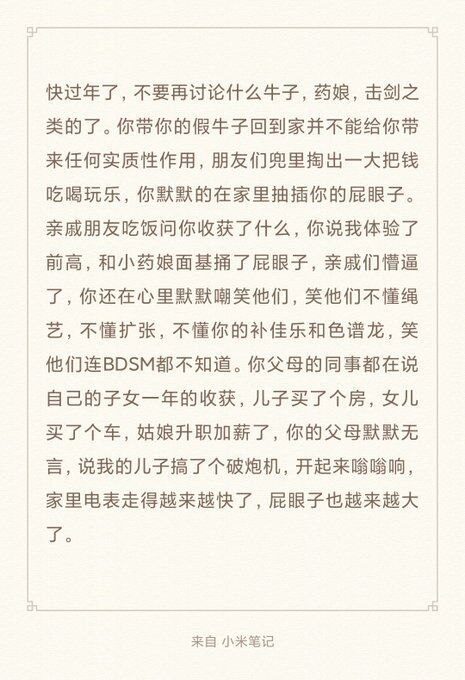 快过年了，不要再讨论什么牛子，药娘，击剑之
类的了。你带你的假牛子回到家并不能给你带
来任何实质性作用，朋友们兜里掏出一大把钱
吃喝玩乐，你默默的在家里抽插你的屁眼子。
亲戚朋友吃饭问你收获了什么，你说我体验了
前高，和小药娘面基捅了屁眼子，亲戚们懵逼
了，你还在心里默默嘲笑他们，笑他们不懂绳
艺，不懂扩张，不懂你的补佳乐和色谱龙，笑
他们连BDSM都不知道。你父母的同事都在说
自己的子女一年的收获，儿子买了个房，女儿
买了个车，姑娘升职加薪了，你的父母默默无
言，说我的儿子搞了个破炮机，开起来嗡嗡响，
家里电表走得越来越快了，屁眼子也越来越大
了。
来自 小米笔记